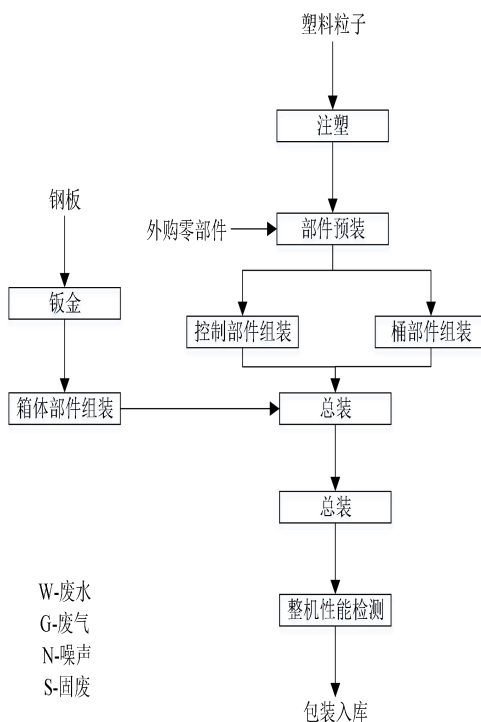 塑料粒子
注塑
钢板
外购零部件
部件预装
钣金
控制部件组装
桶部件组装
箱体部件组装
总装
总装
整机性能检测
W-废水
G-废气
N-噪声
S-固废
包装入库